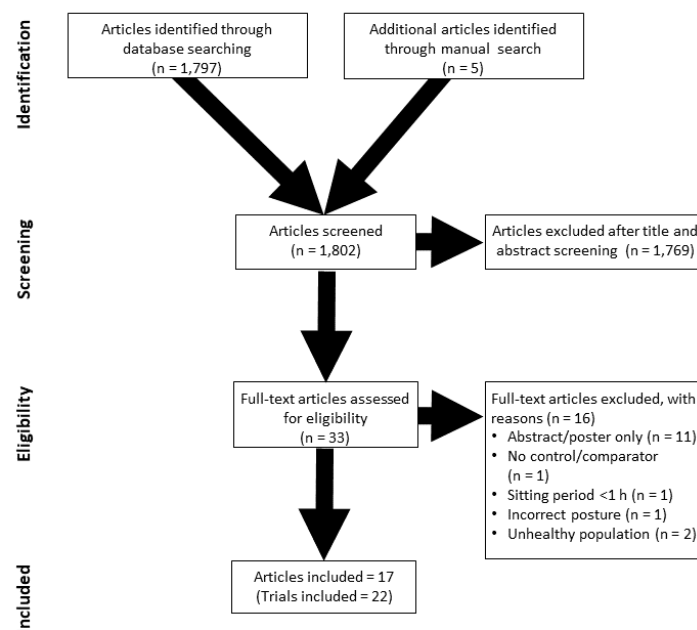 Identification
Articles identified through
database searching
(n = 1,797)
Additional articles identified
through manual search
(n = 5)
Screening
Articles screened
(n = 1,802)
Articles excluded after title and
abstract screening (n = 1,769)
Eligibility
Full-text articles assessed
for eligibility
(n = 33)
Full-text articles excluded, with
reasons (n = 16)
• Abstract/poster only (n = 11)
• No control/comparator
(n = 1)
• Sitting period <1 h (n = 1)
• Incorrect posture (n = 1)
• Unhealthy population (n = 2)
ncluded
Articles included = 17
(Trials included = 22)